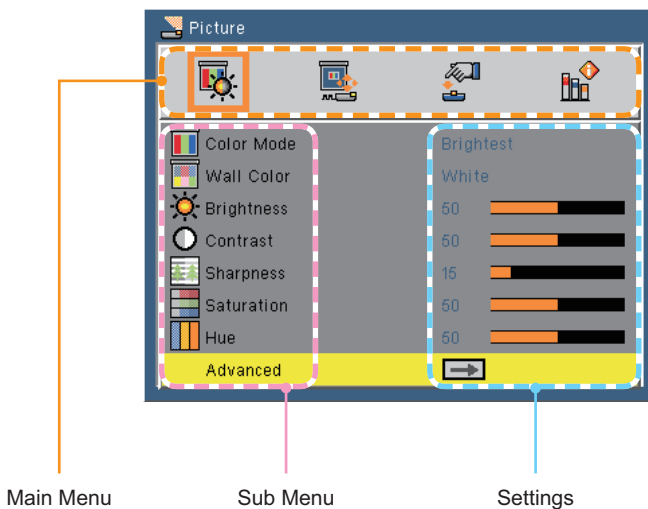 Picture
Color Mode Brightest
Wall Color White
Brightness 50
Contrast 50
Sharpness 15
Saturation 50
Hue 50
Advanced
Main Menu Sub Menu Settings